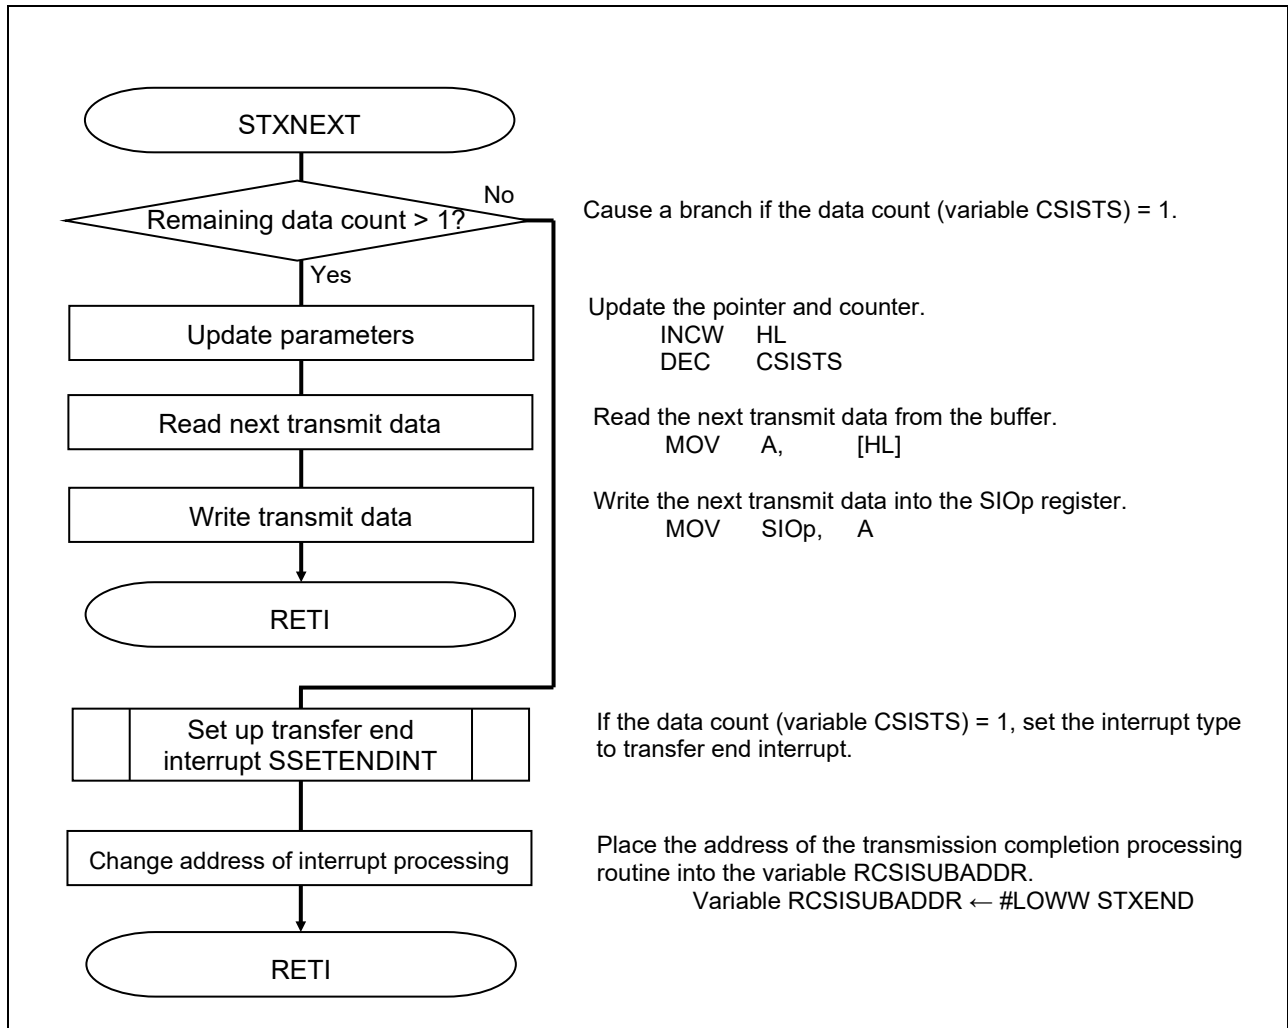 STXNEXT
No
Remaining data count > 1?
Cause a branch if the data count (variable CSISTS) = 1.
Yes
Update the pointer and counter.
Update parameters
INCW HL
DEC CSISTS
Read next transmit data
Read the next transmit data from the buffer.
MOV A, [HL]
Write transmit data
Write the next transmit data into the SIOp register.
MOV SIOp, A
RETI
Set up transfer end
interrupt SSETENDINT
If the data count (variable CSISTS) = 1, set the interrupt type
to transfer end interrupt.
Change address of interrupt processing
Place the address of the transmission completion processing
routine into the variable RCSISUBADDR.
Variable RCSISUBADDR ← #LOWW STXEND
RETI